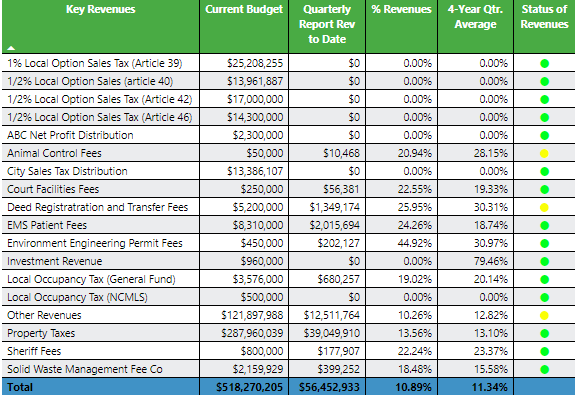 Key Revenues Current Budget Quarterly Report Rev to Date % Revenues 4-Year Qtr. Average Status of Revenues
1% Local Option Sales Tax (Article 39) $25,208,255 $0 0.00% 0.00%
1/2% Local Option Sales (article 40) $13,961,887 $0 0.00% 0.00%
1/2% Local Option Sales Tax (Article 42) $17,000,000 $0 0.00% 0.00%
1/2% Local Option Sales Tax (Article 46) $14,300,000 $0 0.00% 0.00%
ABC Net Profit Distribution $2,300,000 $0 0.00% 0.00%
Animal Control Fees $50,000 $10,468 20.94% 28.15%
City Sales Tax Distribution $13,386,107 $0 0.00% 0.00%
Court Facilities Fees $250,000 $56,381 22.55% 19.33%
Deed Registratration and Transfer Fees $5,200,000 $1,349,174 25.95% 30.31%
EMS Patient Fees $8,310,000 $2,015,694 24.26% 18.74%
Environment Engineering Permit Fees $450,000 $202,127 44.92% 30.97%
Investment Revenue $960,000 $0 0.00% 79.46%
Local Occupancy Tax (General Fund) $3,576,000 $680,257 19.02% 20.14%
Local Occupancy Tax (NCMLS) $500,000 $0 0.00% 0.00%
Other Revenues $121,897,988 $12,511,764 10.26% 12.82%
Property Taxes $287,960,039 $39,049,910 13.56% 13.10%
Sheriff Fees $800,000 $177,907 22.24% 23.37%
Solid Waste Management Fee Co $2,159,929 $399,252 18.48% 15.58%
Total $518,270,205 $56,452,933 10.89% 11.34%